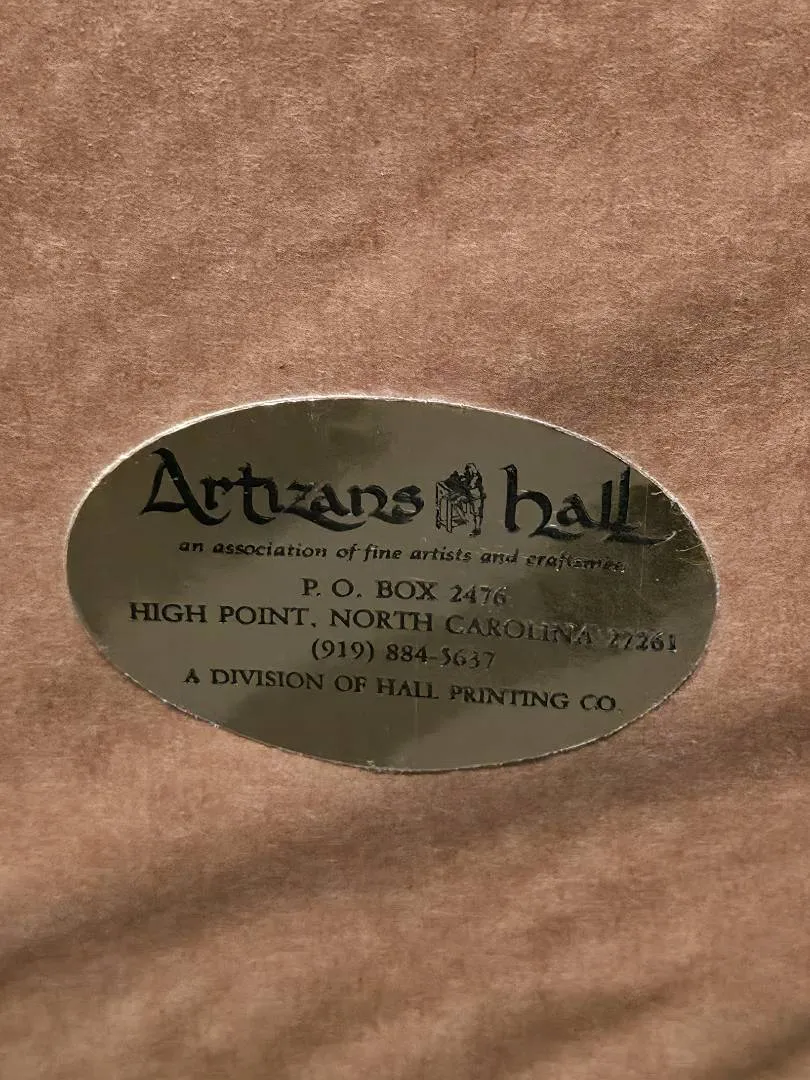 Artizans hall
an association of fine artists and craftsmen
P. O. BOX 2476
HIGH POINT, NORTH CAROLINA 27261
(919) 884-5637
A DIVISION OF HALL PRINTING CO.